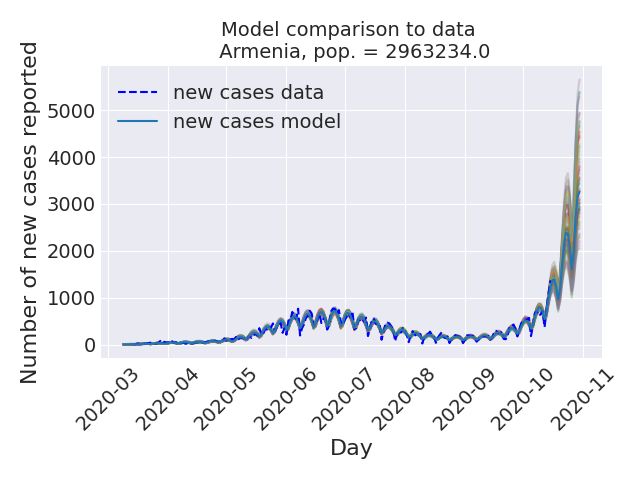 Model comparison to data
Armenia, pop. = 2963234.0
Number of new cases reported
5000
4000
3000
2000
1000
0
new cases data
new cases model
2020-03
2020-04
2020-05
2020-06
2020-07
2020-08
2020-09
2020-10
2020-11
Day